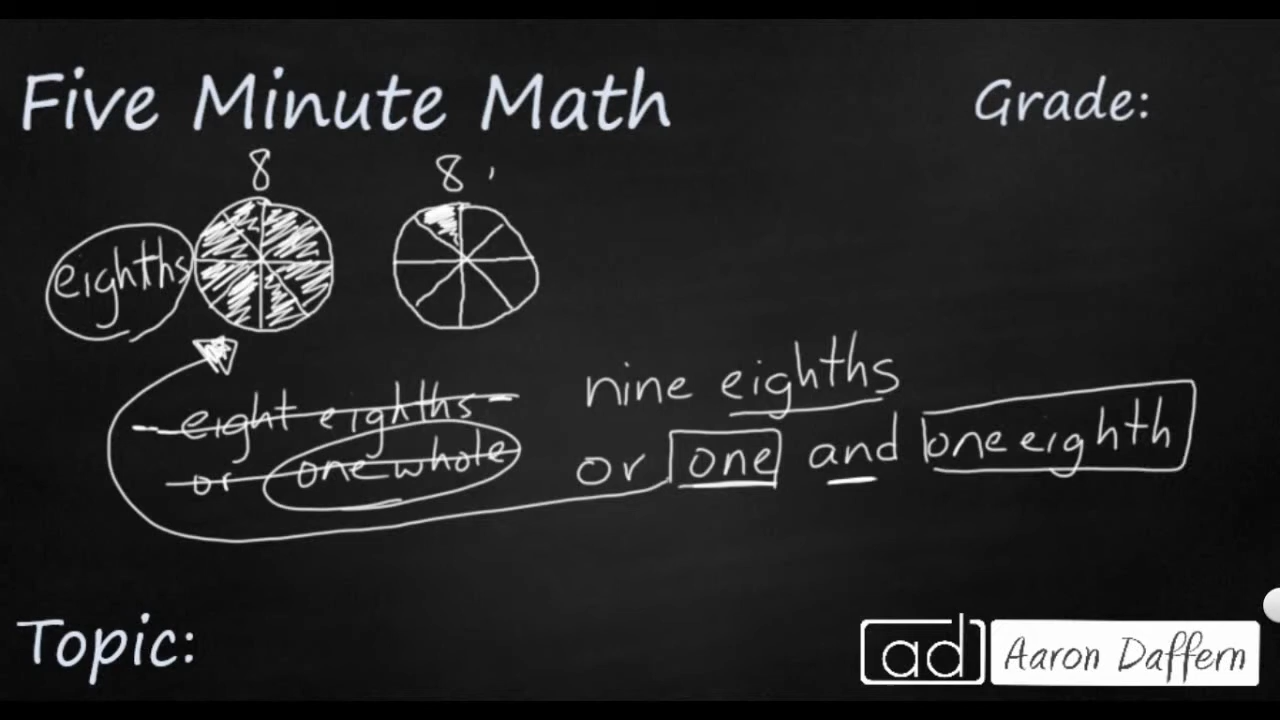 Five Minute Math
Grade:
8
8
eighths
eight eighths
or one whole
nine eighths
or one and one eighth
Topic:
ad Aaron Daffern